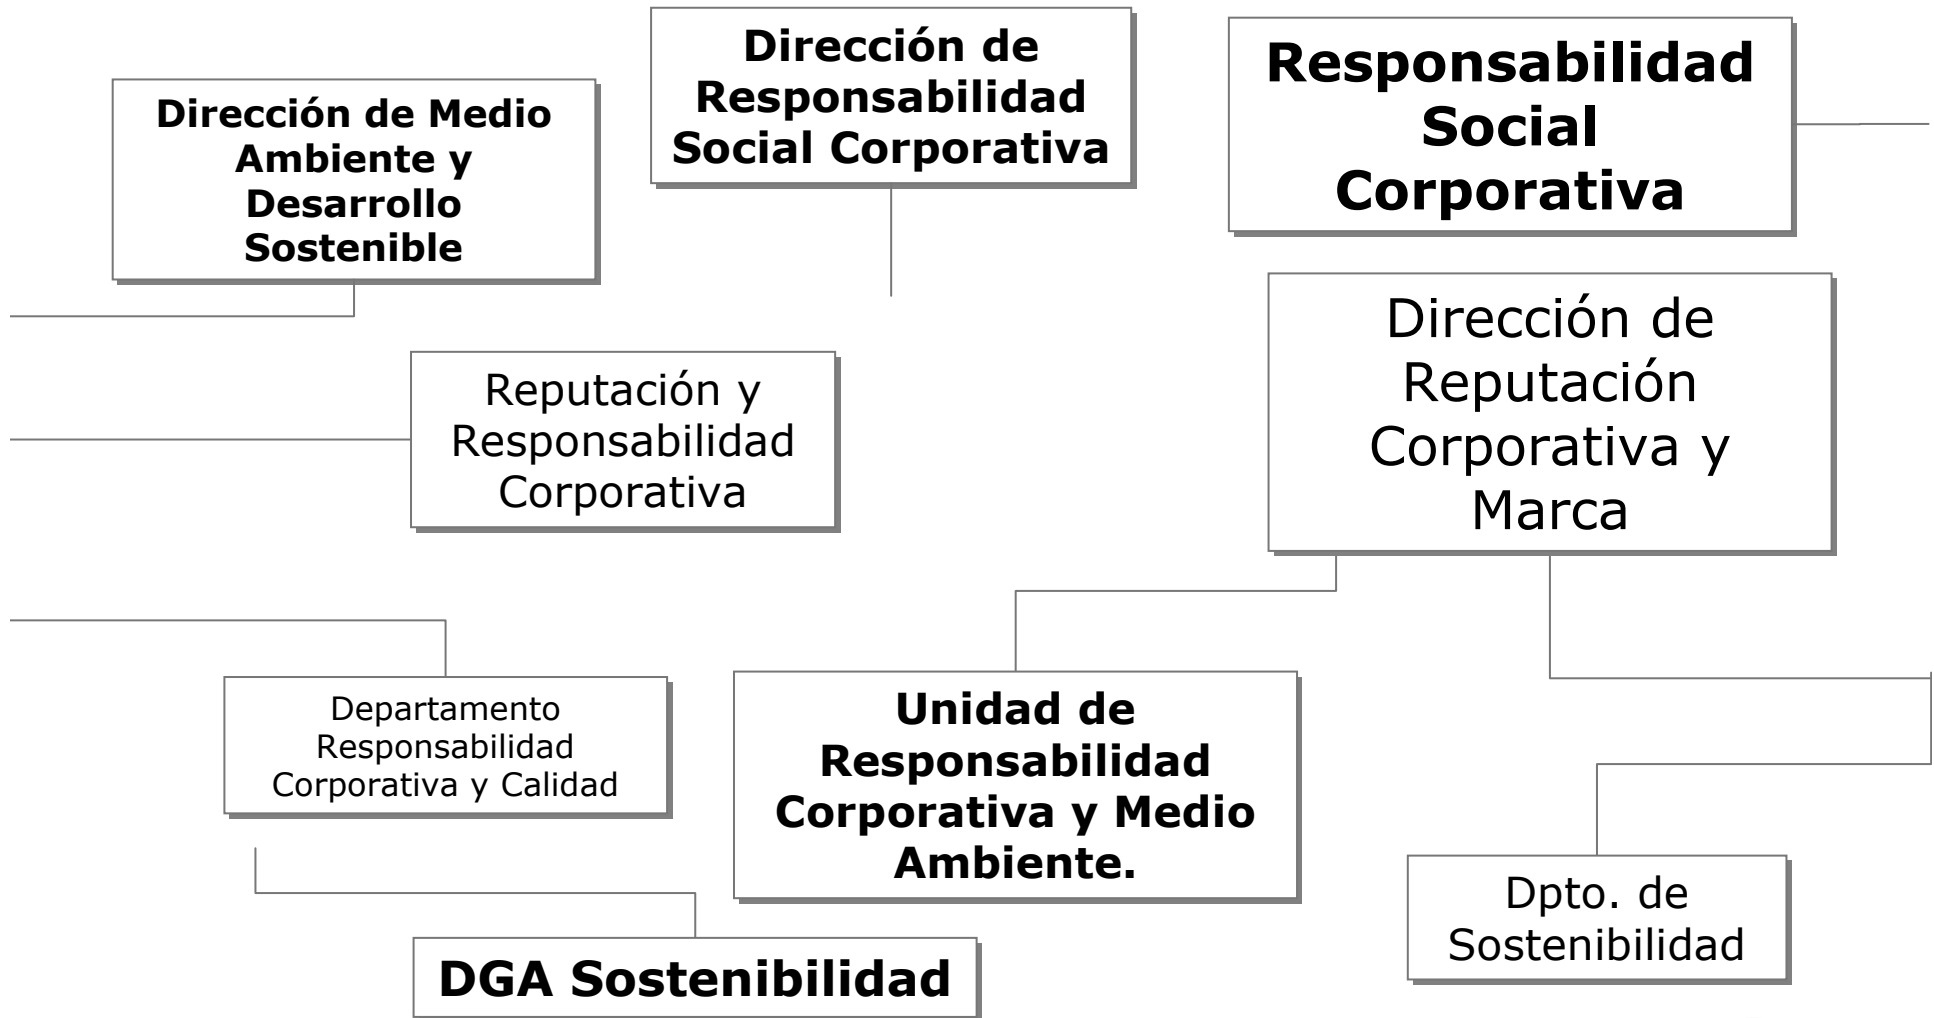 Dirección de Medio
Ambiente y
Desarrollo
Sostenible
Dirección de
Responsabilidad
Social Corporativa
Responsabilidad
Social
Corporativa
Reputación y
Responsabilidad
Corporativa
Dirección de
Reputación
Corporativa y
Marca
Departamento
Responsabilidad
Corporativa y Calidad
Unidad de
Responsabilidad
Corporativa y Medio
Ambiente.
Dpto. de
Sostenibilidad
DGA Sostenibilidad